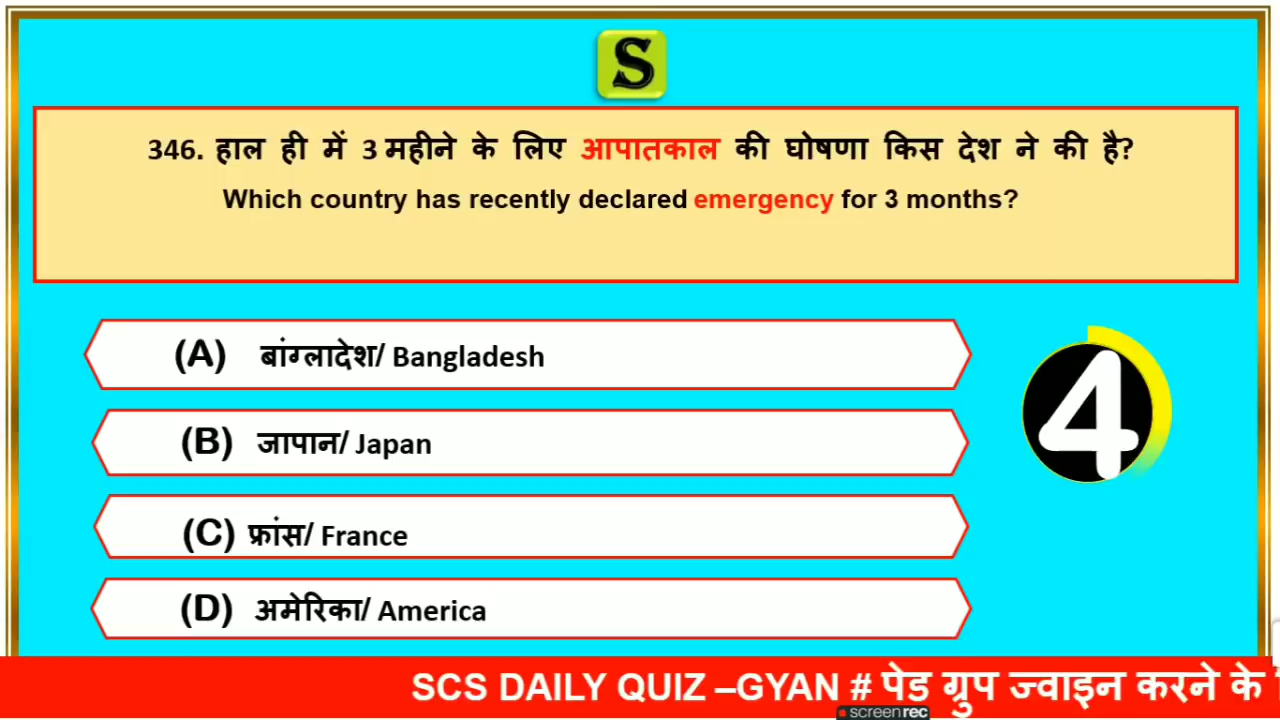 S
346. हाल ही में 3 महीने के लिए आपातकाल की घोषणा किस देश ने की है?
Which country has recently declared emergency for 3 months?
(A) बांग्लादेश/ Bangladesh
4
(B) जापान/ Japan
(C) फ्रांस/ France
(D) अमेरिका/ America
SCS DAILY QUIZ –GYAN # पेड ग्रुप ज्वाइन करने के
screenrec